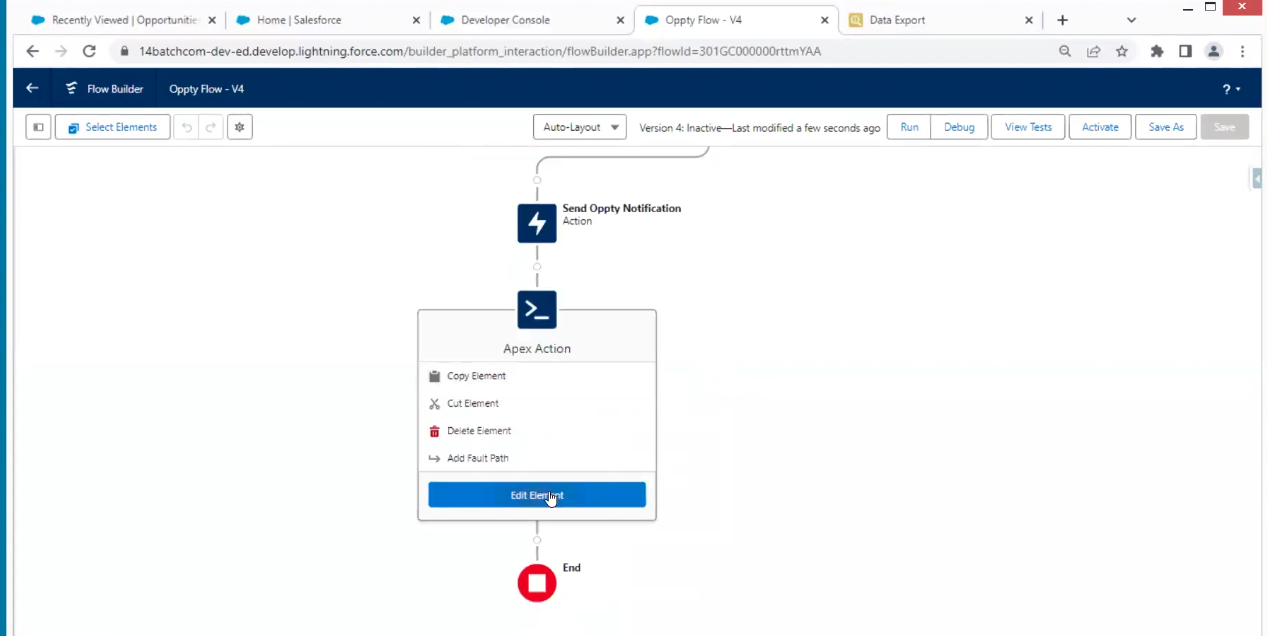 Recently Viewed | Opportunitie
Home | Salesforce
Developer Console
Oppty Flow - V4
Data Export
14batchcom-dev-ed.develop.lightning.force.com/builder_platform_interaction/flowBuilder.app?flowId=301GC000000rttmYAA
Flow Builder
Oppty Flow - V4
?
Select Elements
Auto-Layout
Version 4: Inactive—Last modified a few seconds ago
Run
Debug
View Tests
Activate
Save As
Save
Send Oppty Notification
Action
Apex Action
Copy Element
Cut Element
Delete Element
Add Fault Path
Edit Element
End